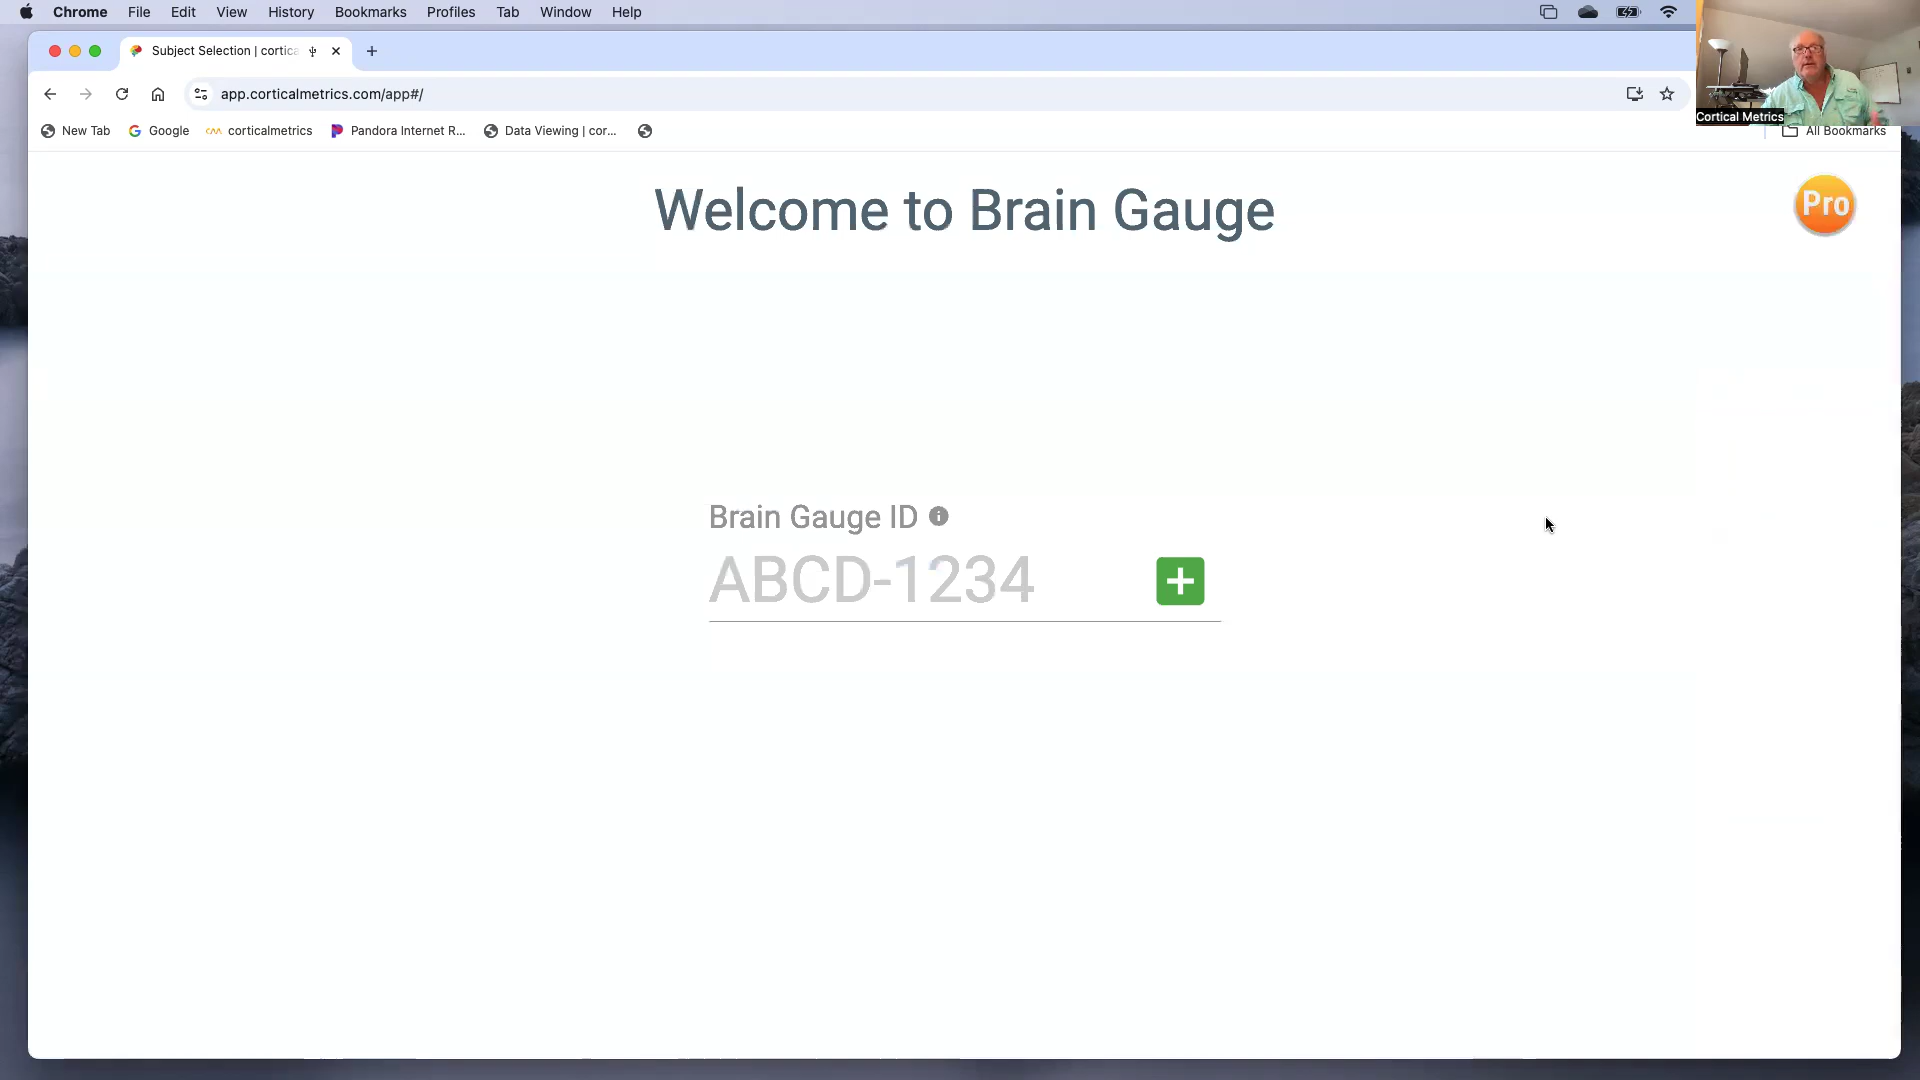 Chrome File Edit View History Bookmarks Profiles Tab Window Help
Subject Selection | cortica
app.corticalmetrics.com/app#/
New Tab Google corticalmetrics Pandora Internet R... Data Viewing | cor...
Cortical Metrics
All Bookmarks
Welcome to Brain Gauge
Pro
Brain Gauge ID
ABCD-1234